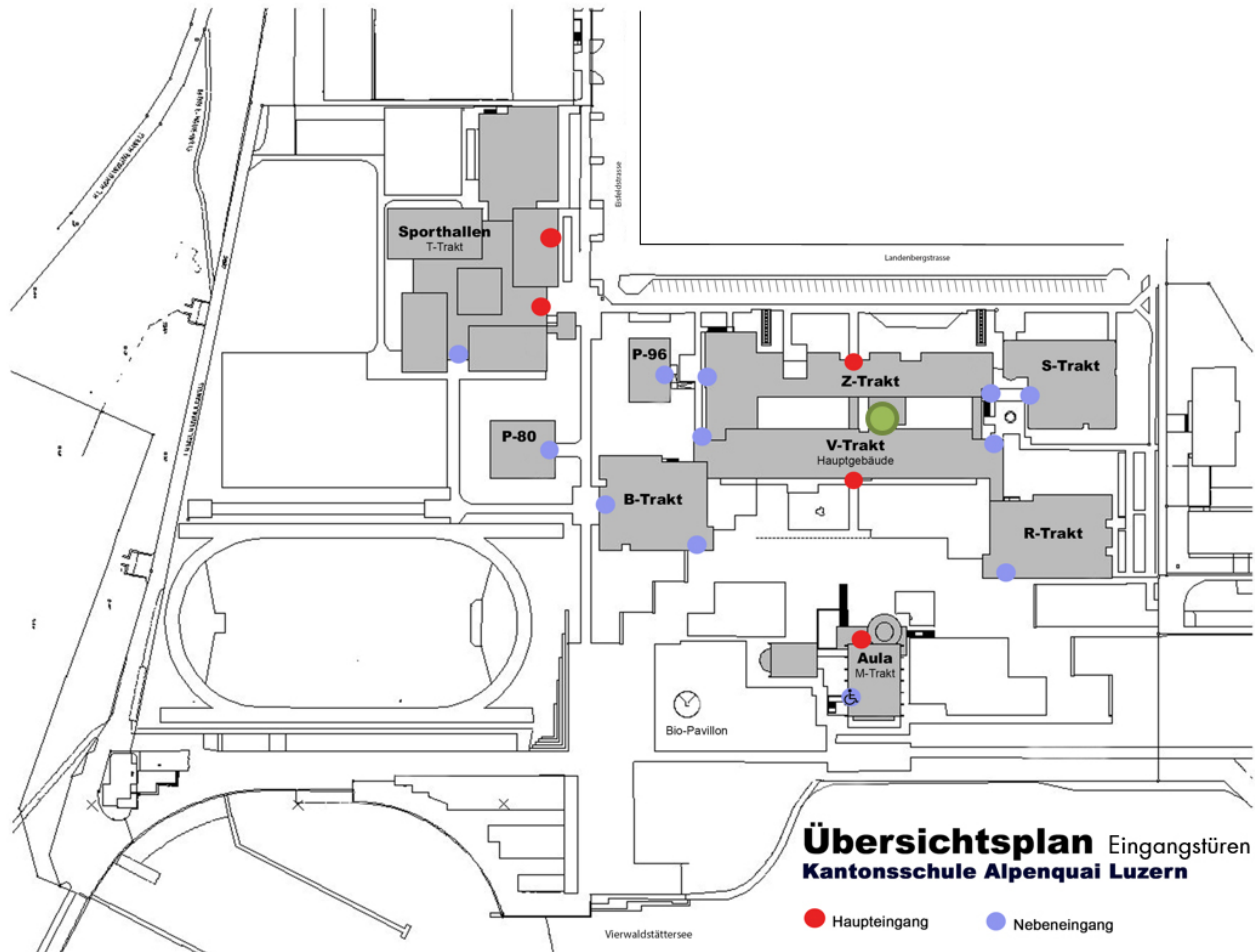 Eisfeldstrasse
Landenbergstrasse
Sporthallen
T-Trakt
P-96
Z-Trakt
S-Trakt
P-80
V-Trakt
Hauptgebäude
B-Trakt
R-Trakt
Aula
M-Trakt
Bio-Pavillon
Übersichtsplan Eingangstüren
Kantonsschule Alpenquai Luzern
Haupteingang
Nebeneingang
Vierwaldstättersee